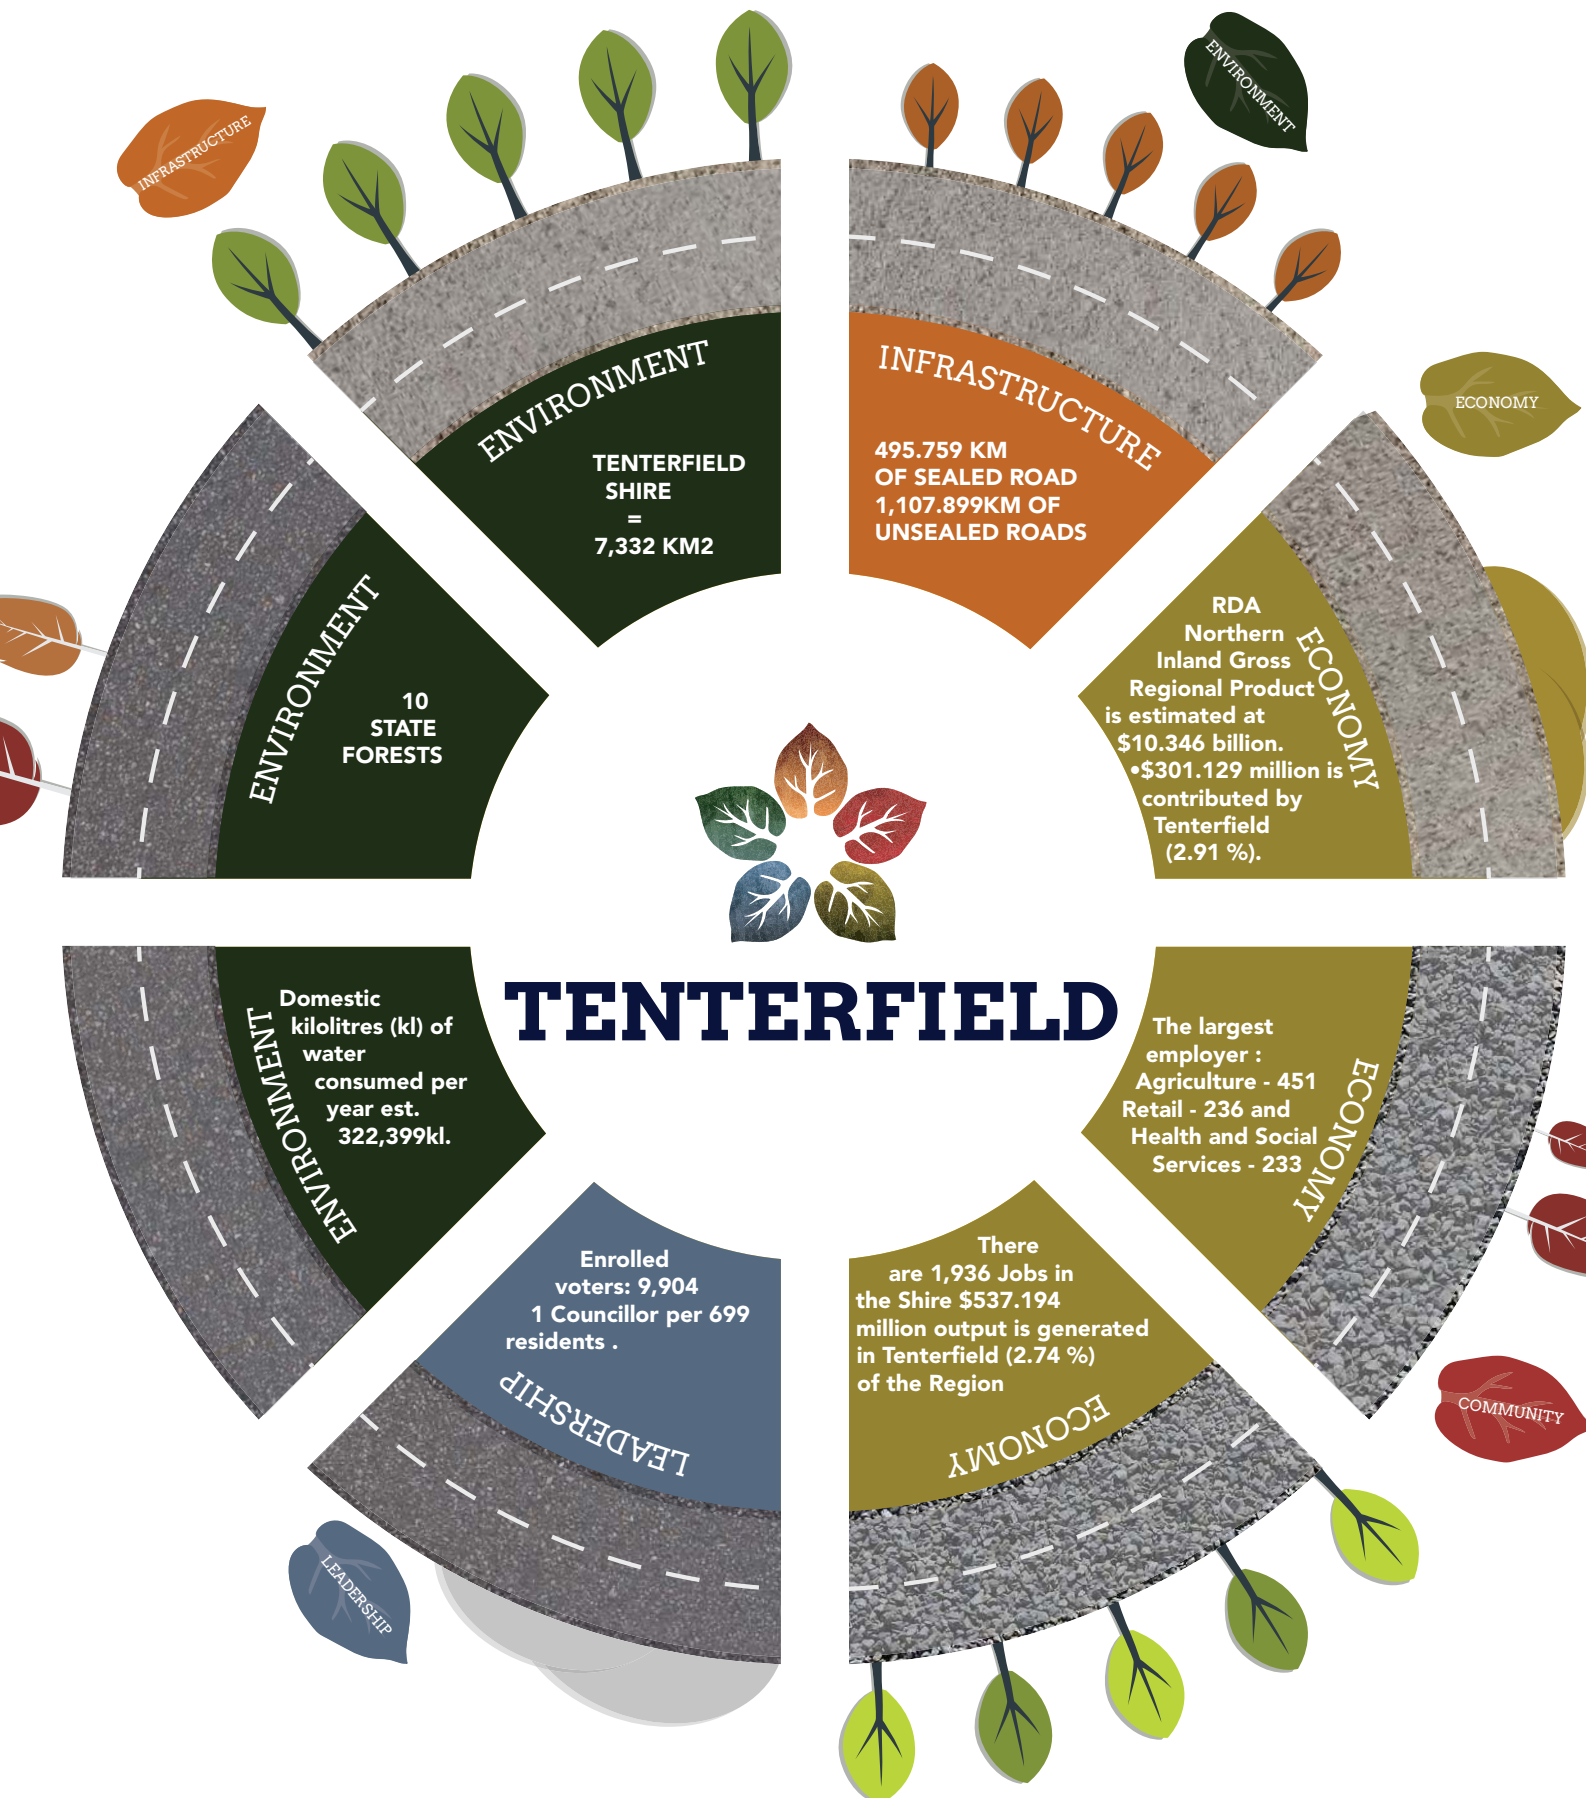 INFRASTRUCTURE
ENVIRONMENT
ENVIRONMENT
TENTERFIELD
SHIRE
=
7,332 KM2
INFRASTRUCTURE
495.759 KM
OF SEALED ROAD
1,107.899KM OF
UNSEALED ROADS
ECONOMY
ENVIRONMENT
10
STATE
FORESTS
ECONOMY
RDA
Northern
Inland Gross
Regional Product
is estimated at
$10.346 billion.
•$301.129 million is
contributed by
Tenterfield
(2.91 %).
TENTERFIELD
ENVIRONMENT
Domestic
kilolitres (kl) of
water
consumed per
year est.
322,399kl.
The largest
employer :
Agriculture - 451
Retail - 236 and
Health and Social
Services - 233
ECONOMY
Enrolled
voters: 9,904
1 Councillor per 699
residents .
LEADERSHIP
There
are 1,936 Jobs in
the Shire $537.194
million output is generated
in Tenterfield (2.74 %)
of the Region
ECONOMY
COMMUNITY
LEADERSHIP